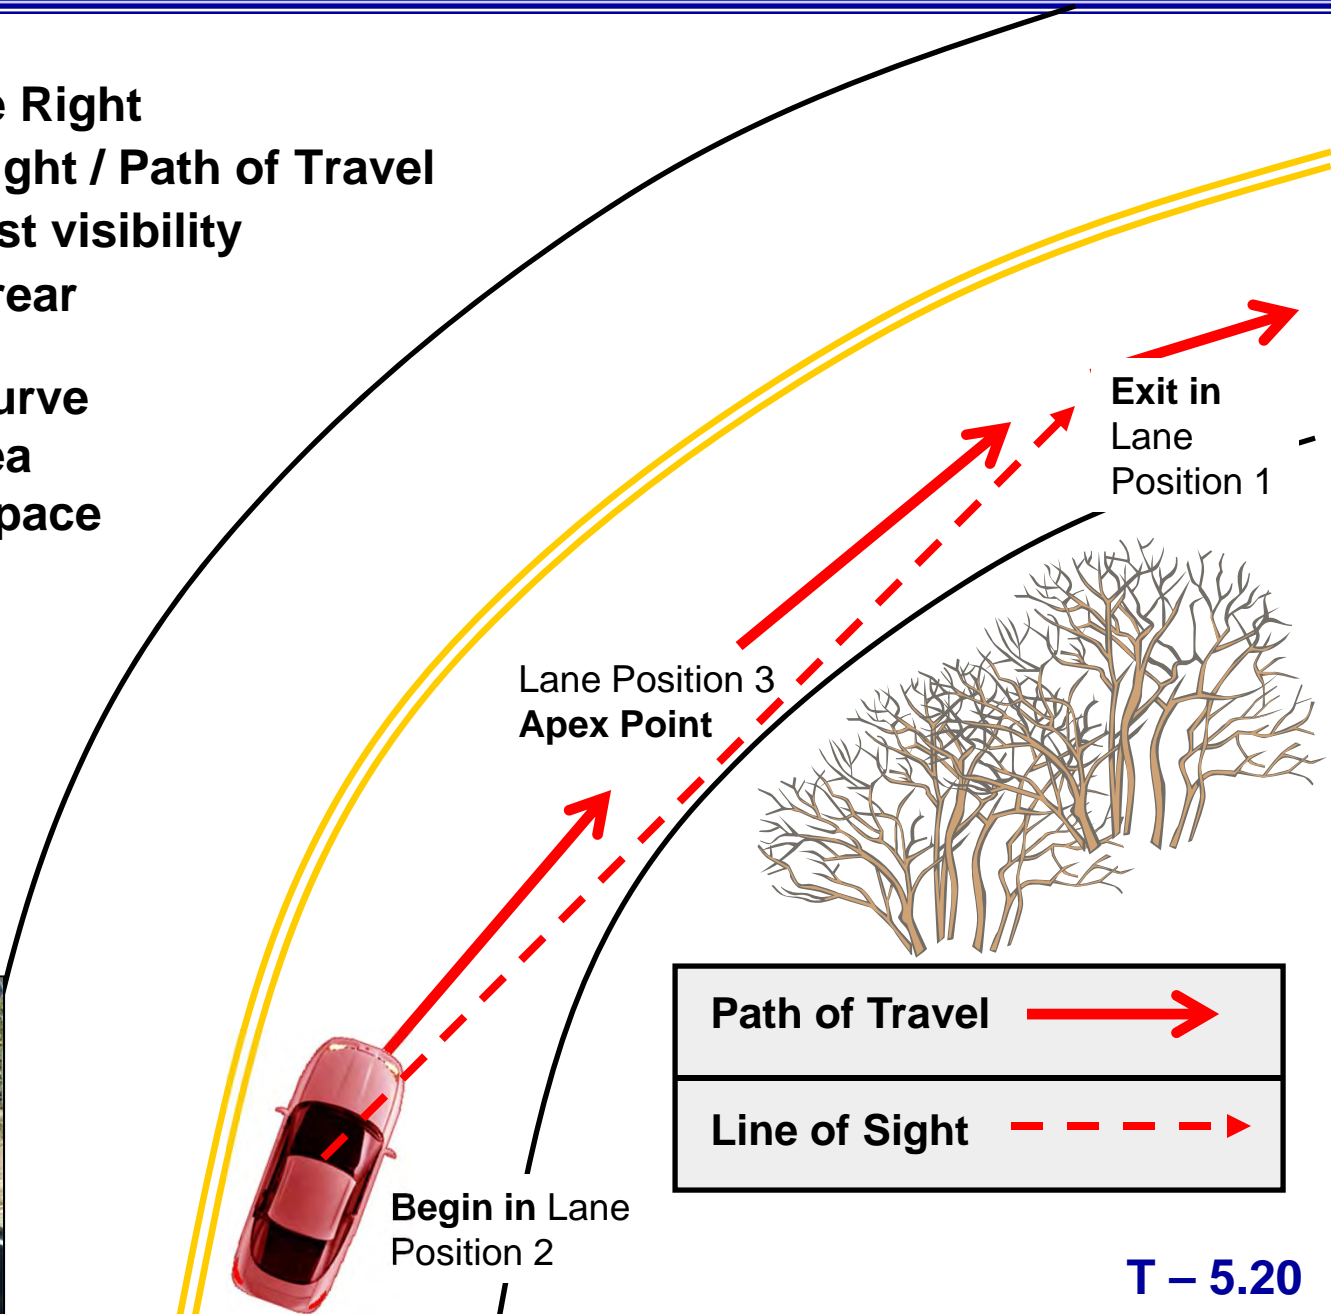 e Right
ght / Path of Travel
st visibility
rear
urve
ea
pace
Exit in
Lane
Position 1
Lane Position 3
Apex Point
Path of Travel
Line of Sight
Begin in Lane
Position 2
T – 5.20